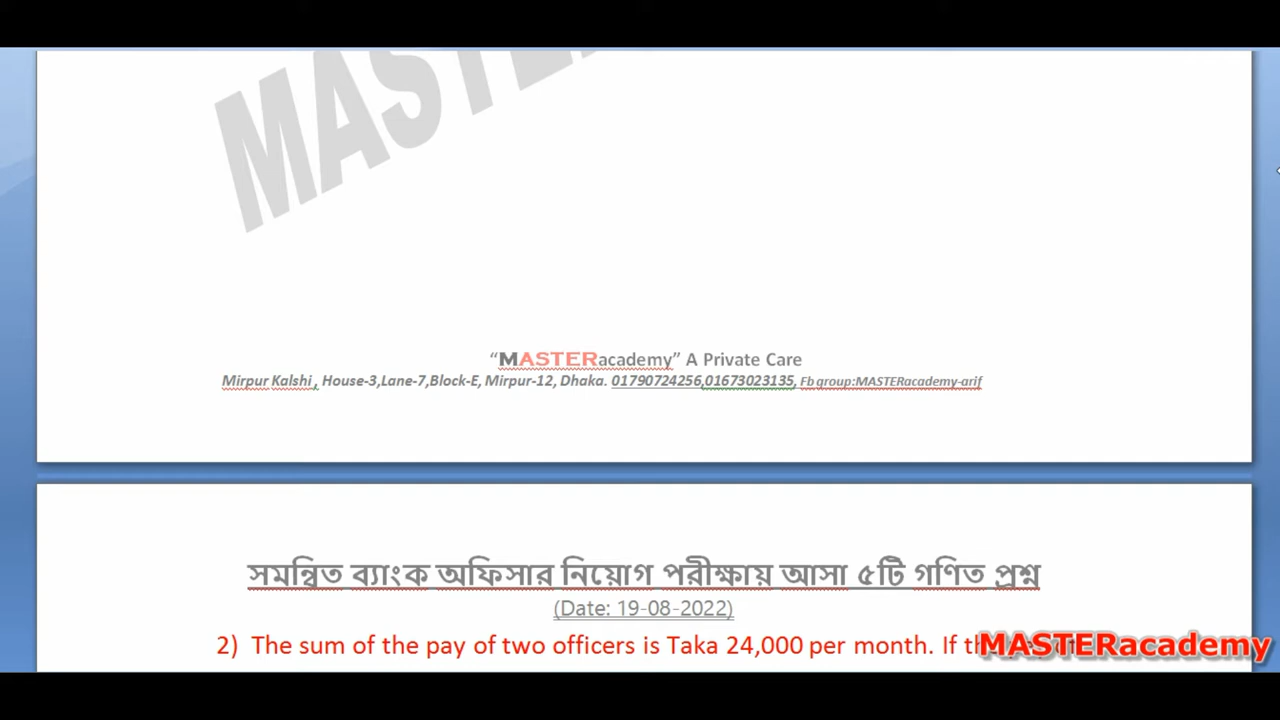 MASTE
“MASTERacademy” A Private Care
Mirpur Kalshi , House-3,Lane-7,Block-E, Mirpur-12, Dhaka. 01790724256,01673023135, Fb group:MASTERacademy-arif
সমন্বিত ব্যাংক অফিসার নিয়োগ পরীক্ষায় আসা ৫টি গণিত প্রশ্ন
(Date: 19-08-2022)
2) The sum of the pay of two officers is Taka 24,000 per month. If
MASTERacademy